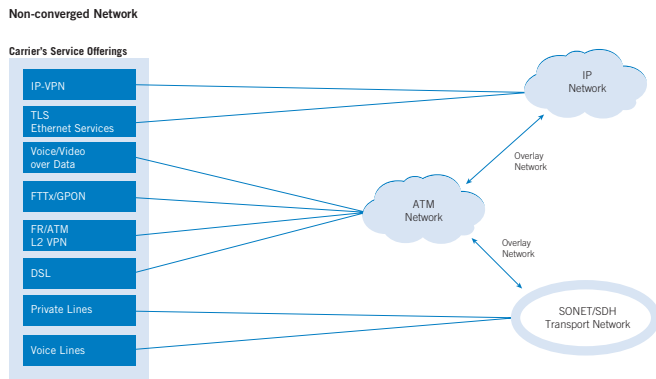 Non-converged Network
Carrier's Service Offerings
IP-VPN
TLS
Ethernet Services
Voice/Video
over Data
FTTx/GPON
FR/ATM
L2 VPN
DSL
Private Lines
Voice Lines
IP
Network
Overlay
Network
ATM
Network
Overlay
Network
SONET/SDH
Transport Network